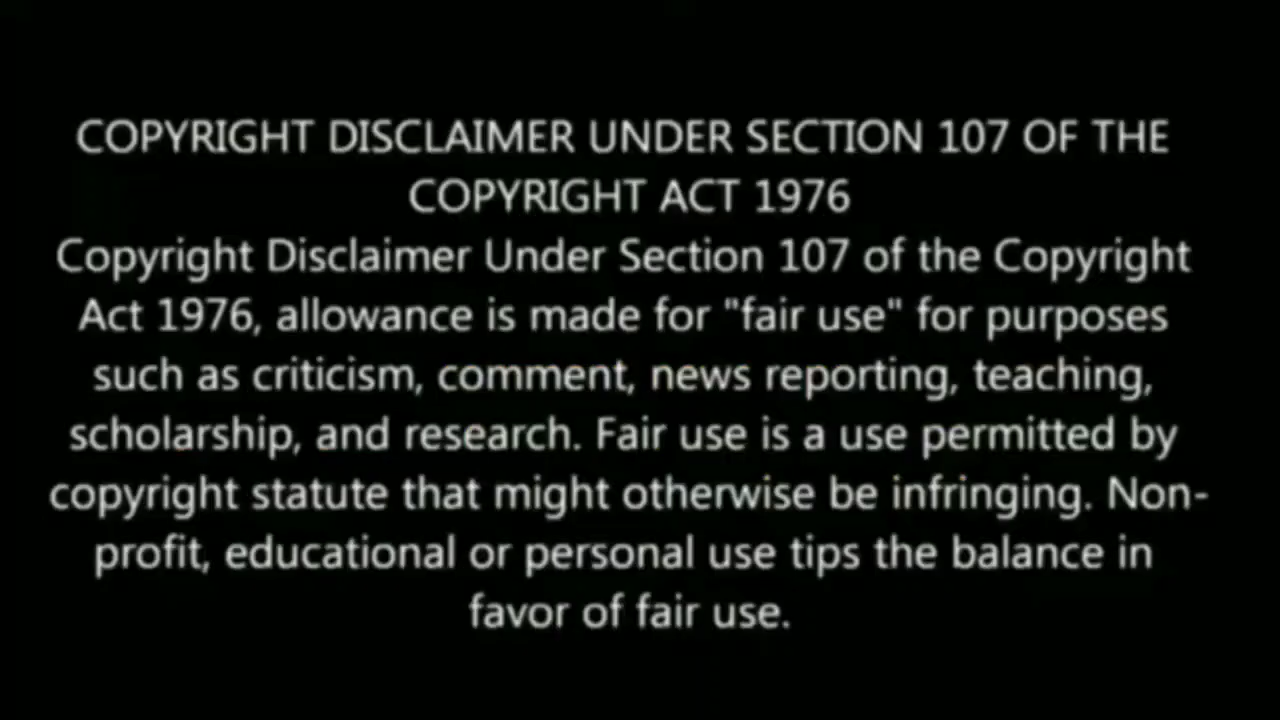 COPYRIGHT DISCLAIMER UNDER SECTION 107 OF THE
COPYRIGHT ACT 1976
Copyright Disclaimer Under Section 107 of the Copyright
Act 1976, allowance is made for "fair use" for purposes
such as criticism, comment, news reporting, teaching,
scholarship, and research. Fair use is a use permitted by
copyright statute that might otherwise be infringing. Non-
profit, educational or personal use tips the balance in
favor of fair use.